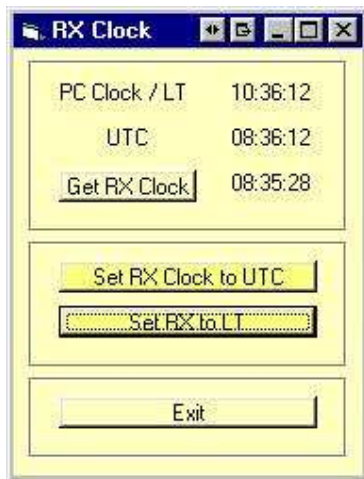 RX Clock
PC Clock / LT 10:36:12
UTC 08:36:12
Get RX Clock 08:35:28
Set RX Clock to UTC
Set RX to LT
Exit